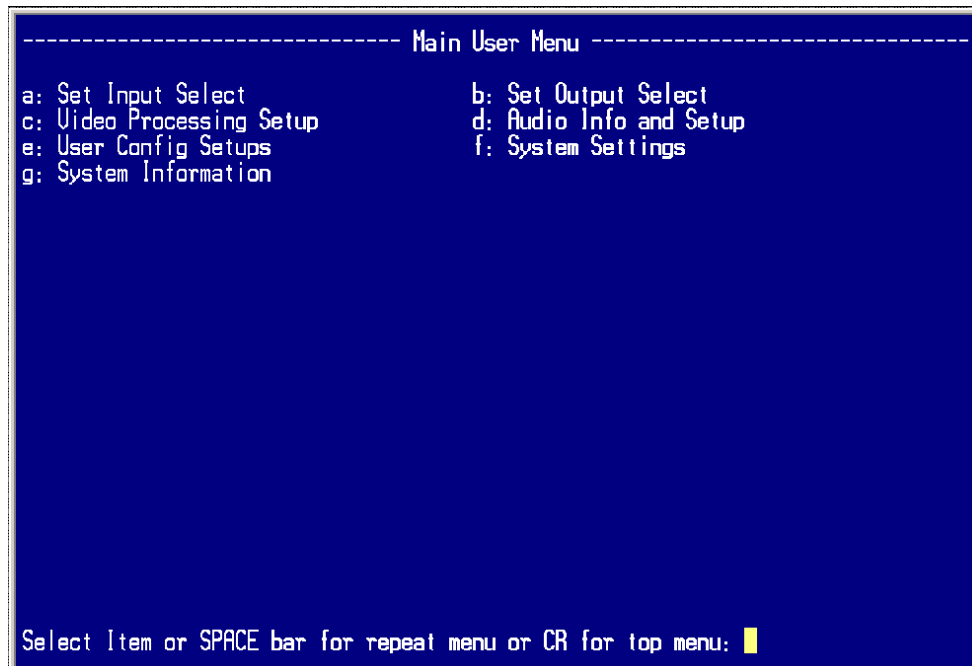 -------------------------------- Main User Menu --------------------------------
a: Set Input Select b: Set Output Select
c: Video Processing Setup d: Audio Info and Setup
e: User Config Setups f: System Settings
g: System Information
Select Item or SPACE bar for repeat menu or CR for top menu: